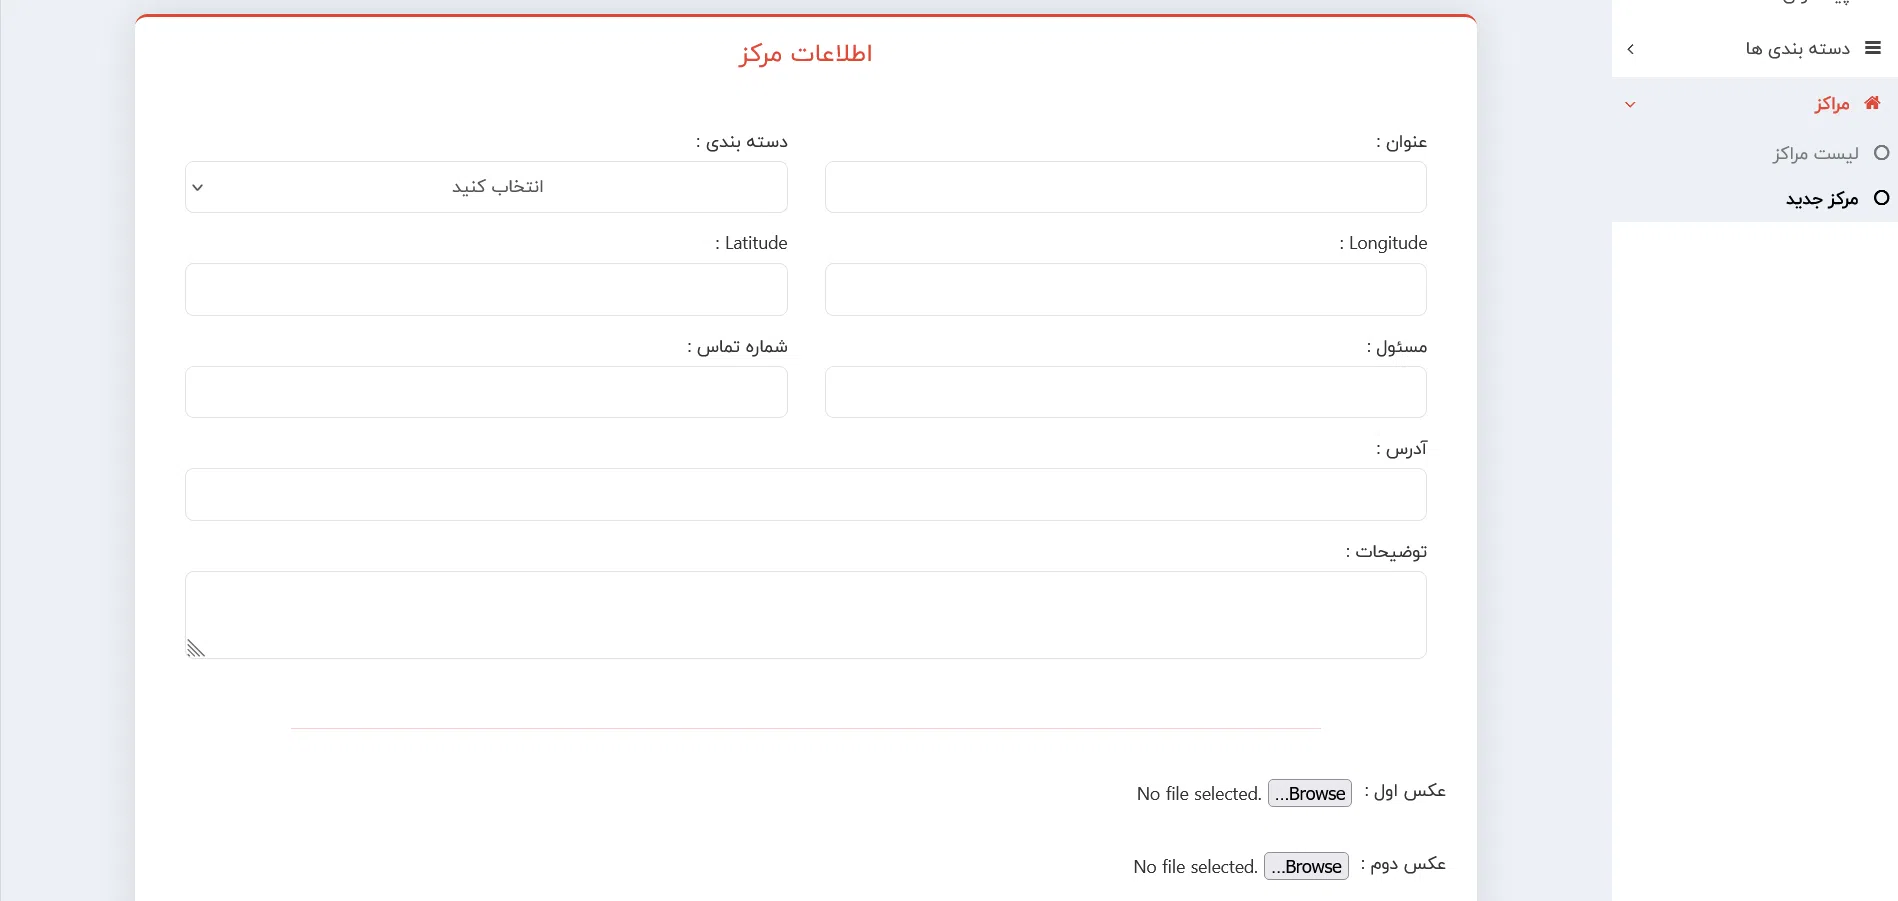 دسته بندی ها
مراکز
لیست مراکز
مرکز جدید
اطلاعات مرکز
عنوان :
دسته بندی :
انتخاب کنید
Longitude :
Latitude :
مسئول :
شماره تماس :
آدرس :
توضیحات :
عکس اول :
Browse... No file selected.
عکس دوم :
Browse... No file selected.